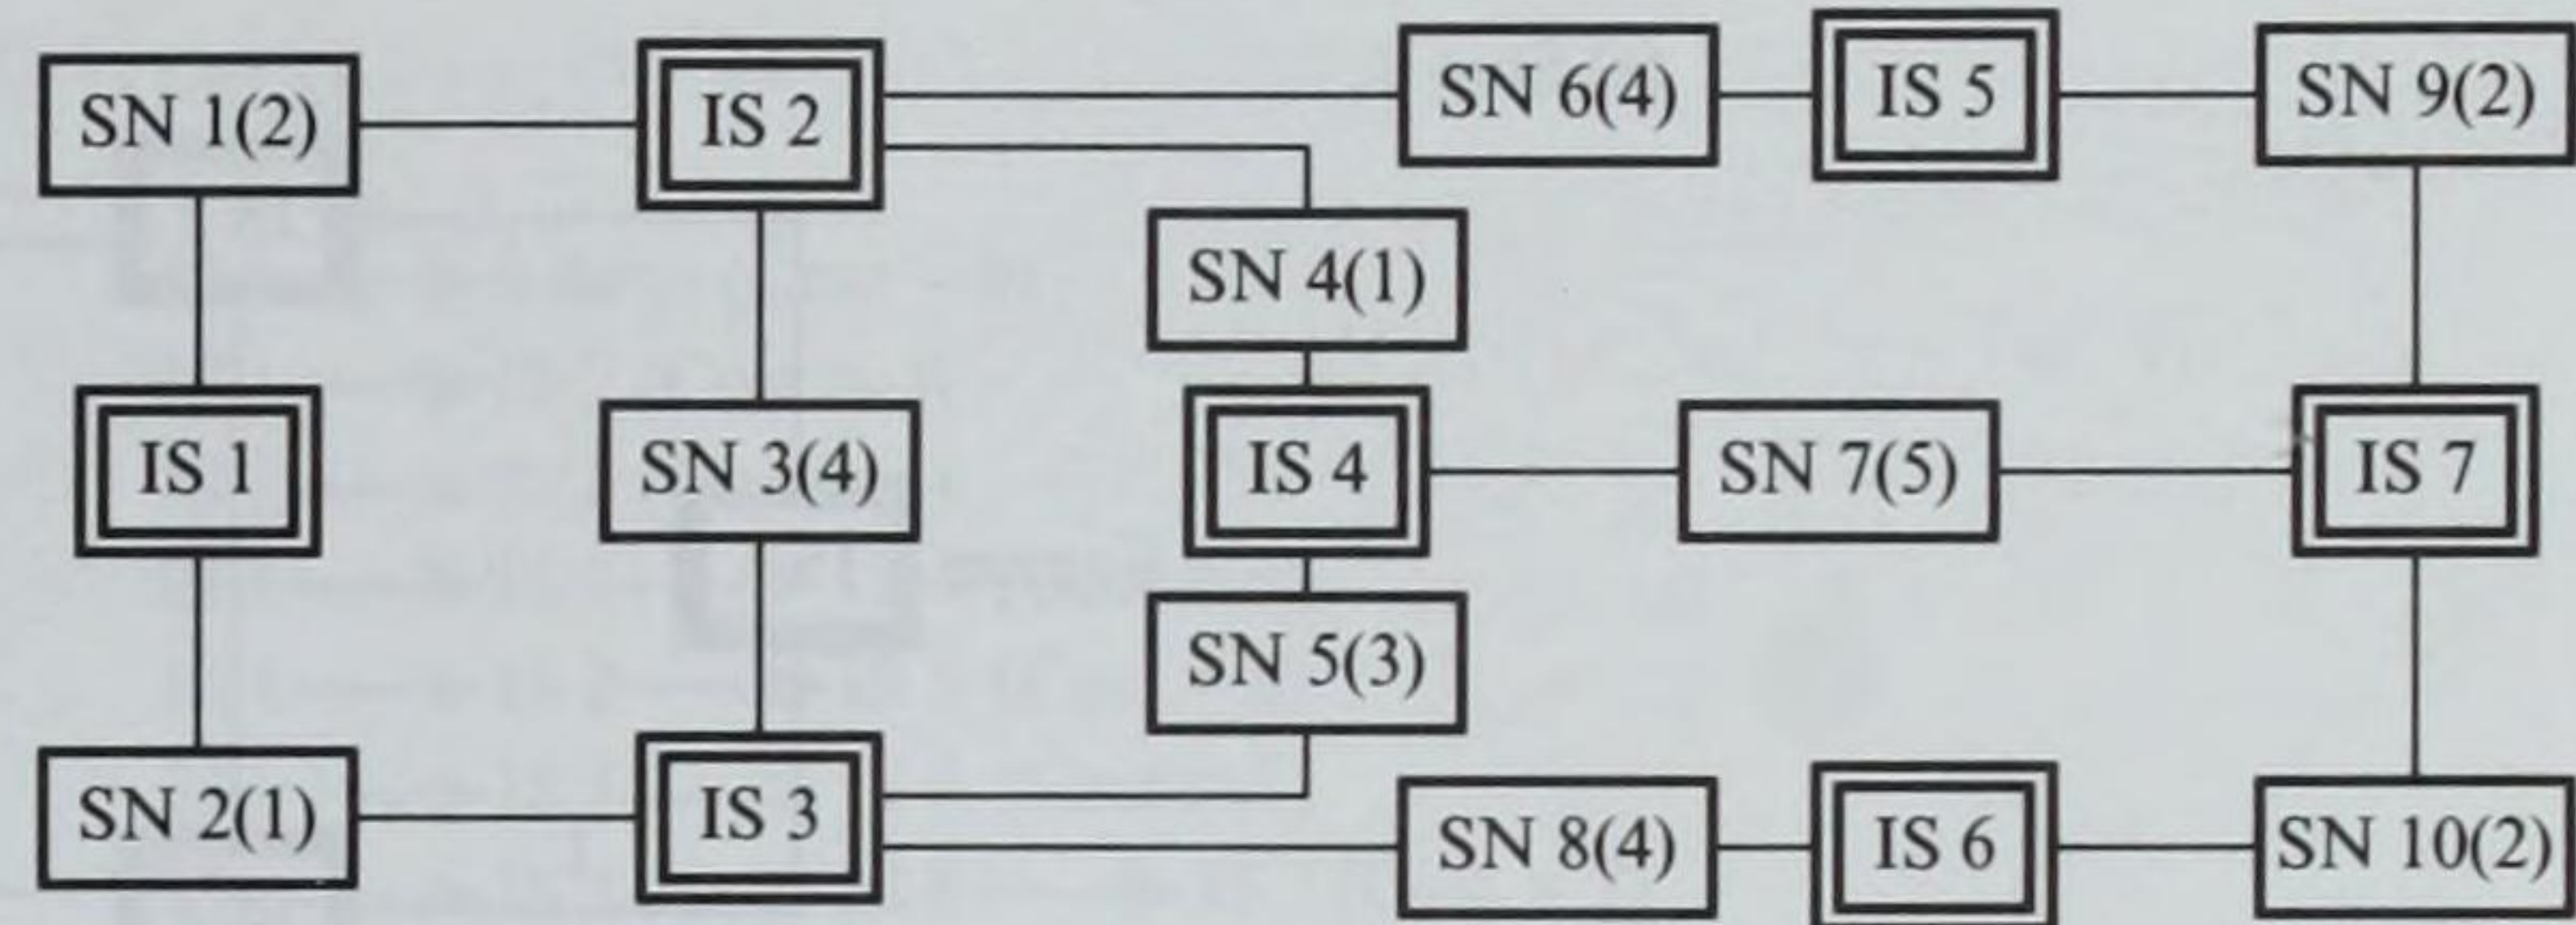 SN 1(2) IS 2 SN 6(4) IS 5 SN 9(2)
SN 4(1)
IS 1 SN 3(4) IS 4 SN 7(5) IS 7
SN 5(3)
SN 2(1) IS 3 SN 8(4) IS 6 SN 10(2)